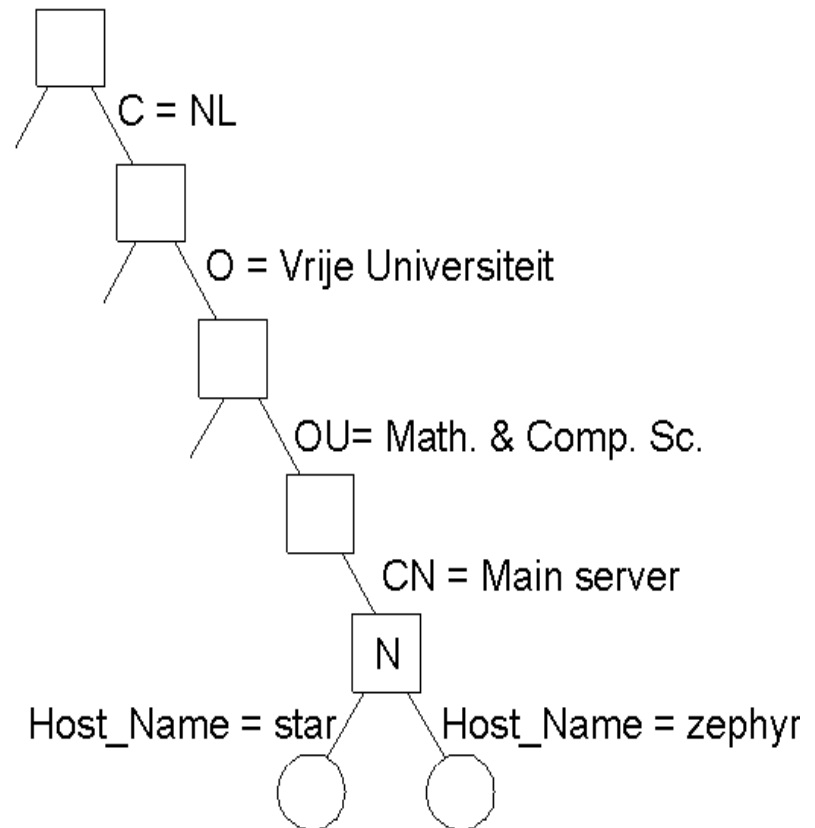 C = NL
O = Vrije Universiteit
OU= Math. & Comp. Sc.
CN = Main server
N
Host_Name = star
Host_Name = zephyr